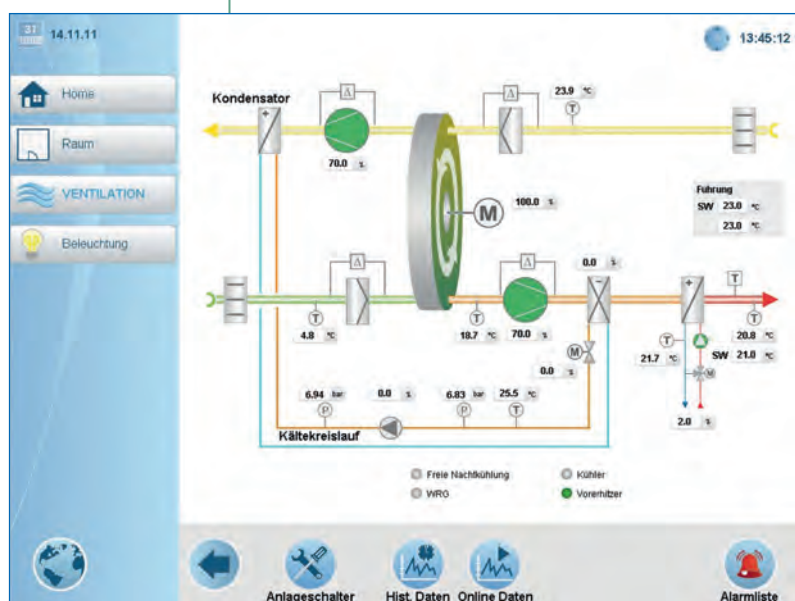 31
14.11.11
13:45:12
Home
Raum
VENTILATION
Beleuchtung
Kondensator
Δ
Δ
23.9 °C
T
70.0 %
M
100.0 %
Führung
SW 23.0 °C
23.0 °C
Δ
Δ
0.0 %
T
T
T
T
4.8 °C
18.7 °C
70.0 %
M
0.0 %
T
21.7 °C
20.8 °C
SW 21.0 °C
M
2.0 %
6.94 bar
0.0 %
6.83 bar
25.5 °C
P
P
T
Kältekreislauf
Freie Nachtkühlung
Kühler
WRG
Vorerhitzer
Anlageschalter
Hist. Daten
Online Daten
Alarmliste